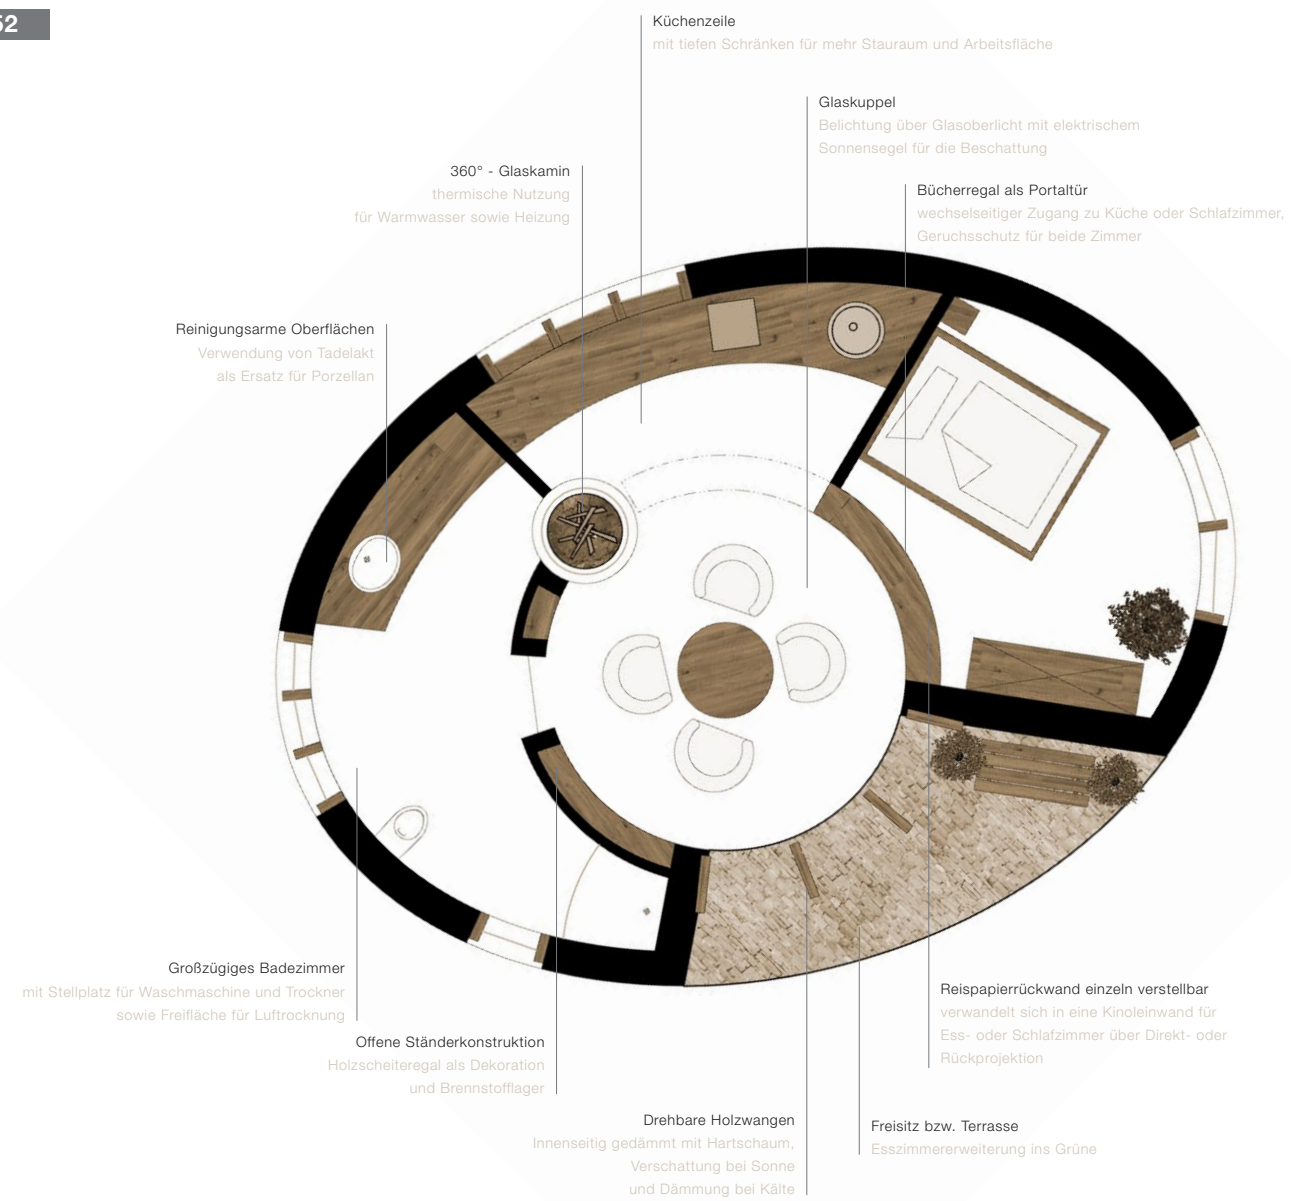 52
Küchenzeile
mit tiefen Schränken für mehr Stauraum und Arbeitsfläche
Glaskuppel
Belichtung über Glasoberlicht mit elektrischem
Sonnensegel für die Beschattung
360° - Glaskamin
thermische Nutzung
für Warmwasser sowie Heizung
Bücherregal als Portaltür
wechselseitiger Zugang zu Küche oder Schlafzimmer,
Geruchsschutz für beide Zimmer
Reinigungsarme Oberflächen
Verwendung von Tadelakt
als Ersatz für Porzellan
Großzügiges Badezimmer
mit Stellplatz für Waschmaschine und Trockner
sowie Freifläche für Luftrocknung
Offene Ständerkonstruktion
Holzscheiteregal als Dekoration
und Brennstofflager
Reispapierrückwand einzeln verstellbar
verwandelt sich in eine Kinoleinwand für
Ess- oder Schlafzimmer über Direkt- oder
Rückprojektion
Drehbare Holzwangen
Innenseitig gedämmt mit Hartschaum,
Verschattung bei Sonne
und Dämmung bei Kälte
Freisitz bzw. Terrasse
Esszimmererweiterung ins Grüne